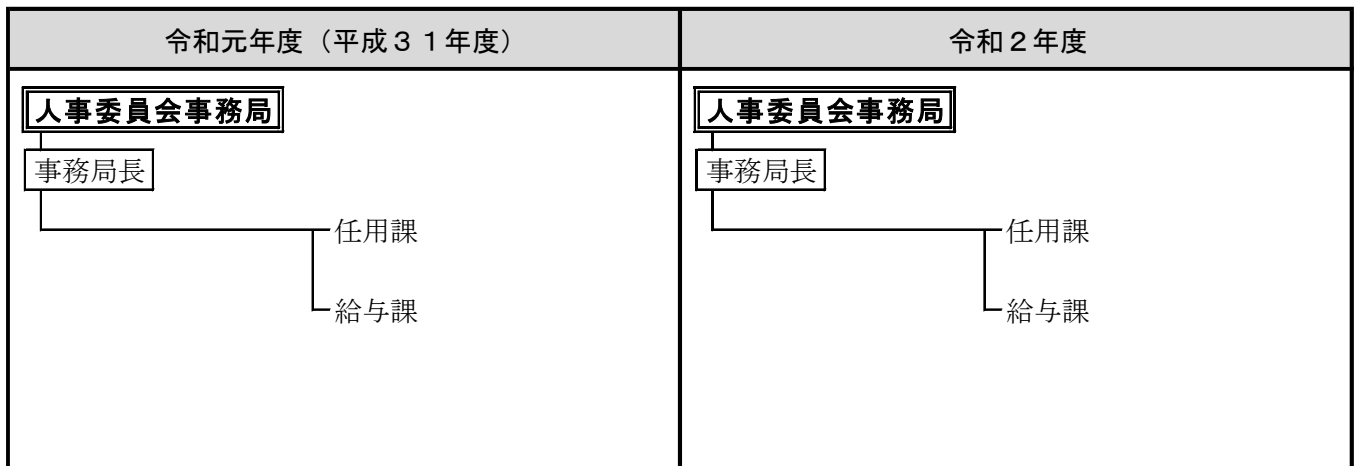 令和元年度（平成３１年度）
令和２年度
人事委員会事務局
事務局長
任用課
給与課
人事委員会事務局
事務局長
任用課
給与課